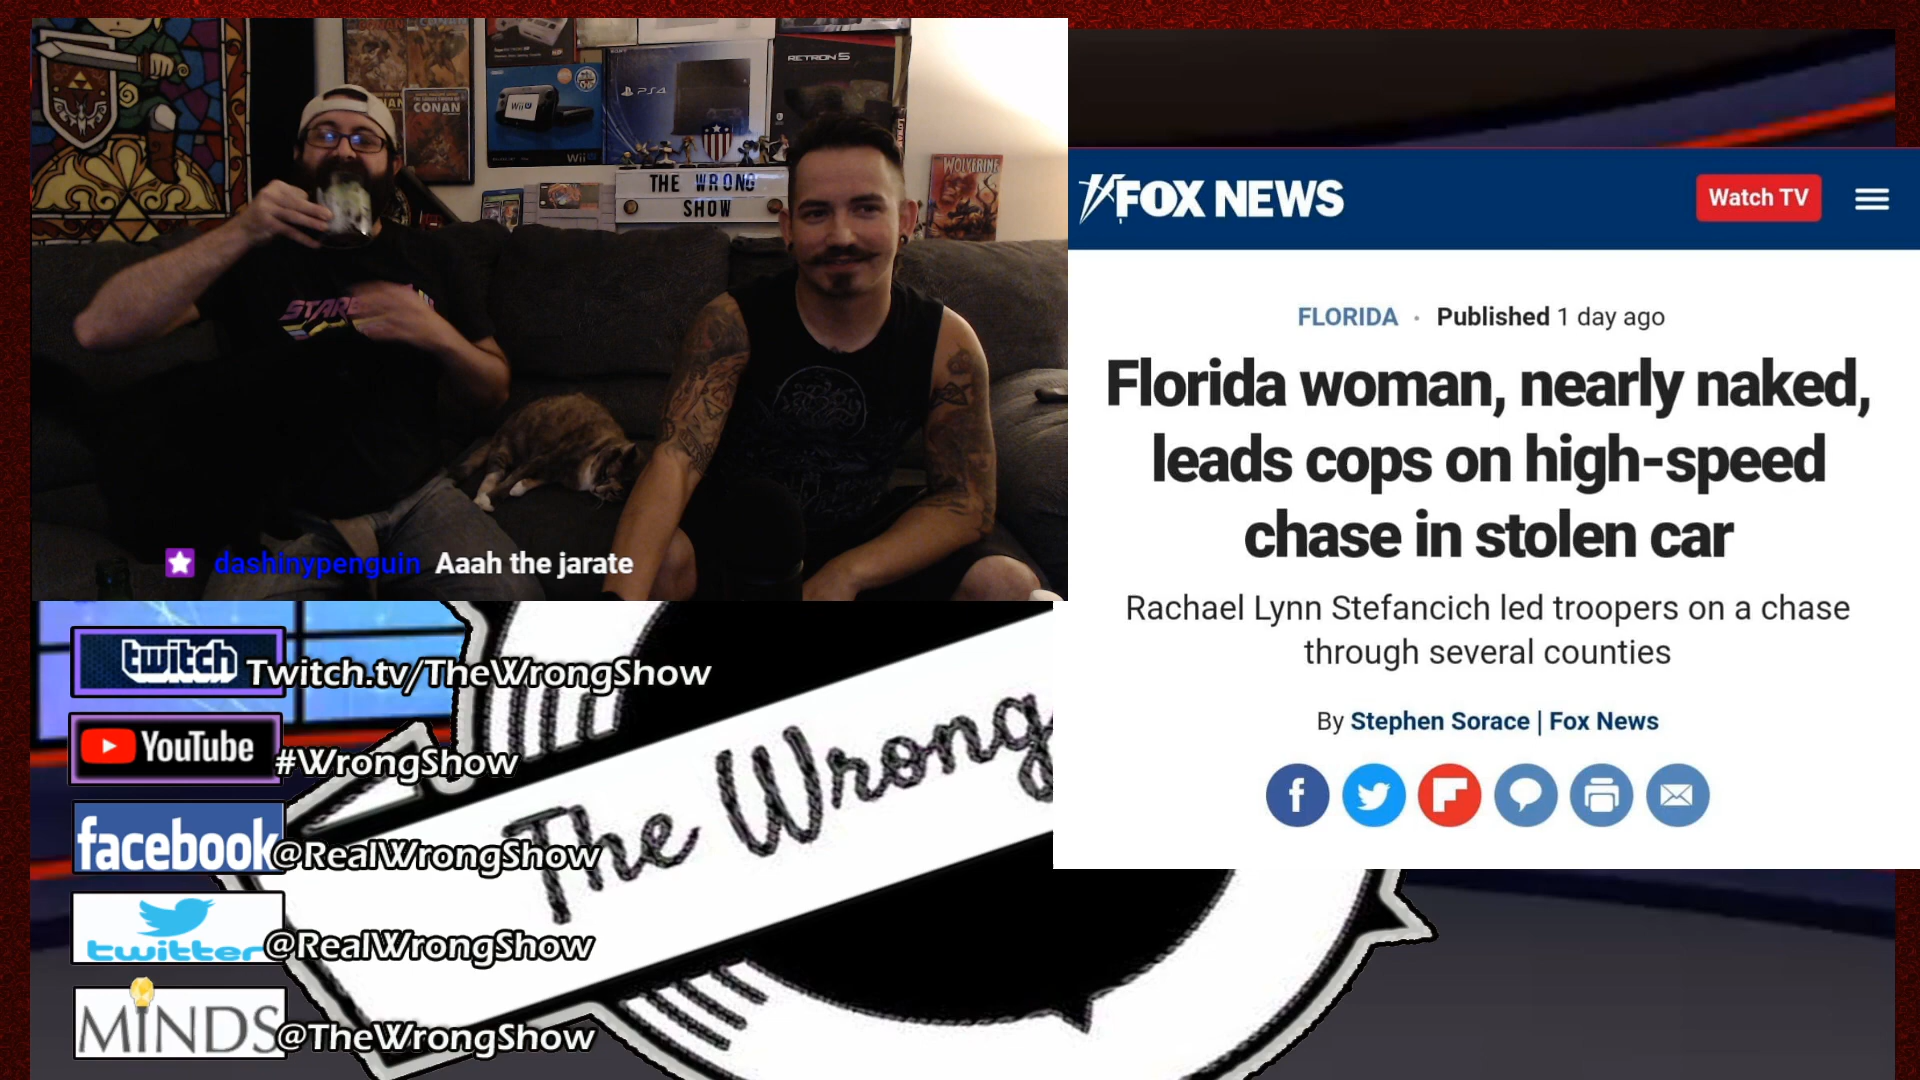 CONAN
RETRON 5
PS4
Wii U
Wii
WOLVERINE
THE WRONG
SHOW
dashinypenguin Aaah the jarate
FOX NEWS
Watch TV
FLORIDA · Published 1 day ago
Florida woman, nearly naked,
leads cops on high-speed
chase in stolen car
Rachael Lynn Stefancich led troopers on a chase
through several counties
By Stephen Sorace | Fox News
twitch Twitch.tv/TheWrongShow
YouTube #WrongShow
facebook @RealWrongShow
twitter @RealWrongShow
MINDS @TheWrongShow
The Wrong